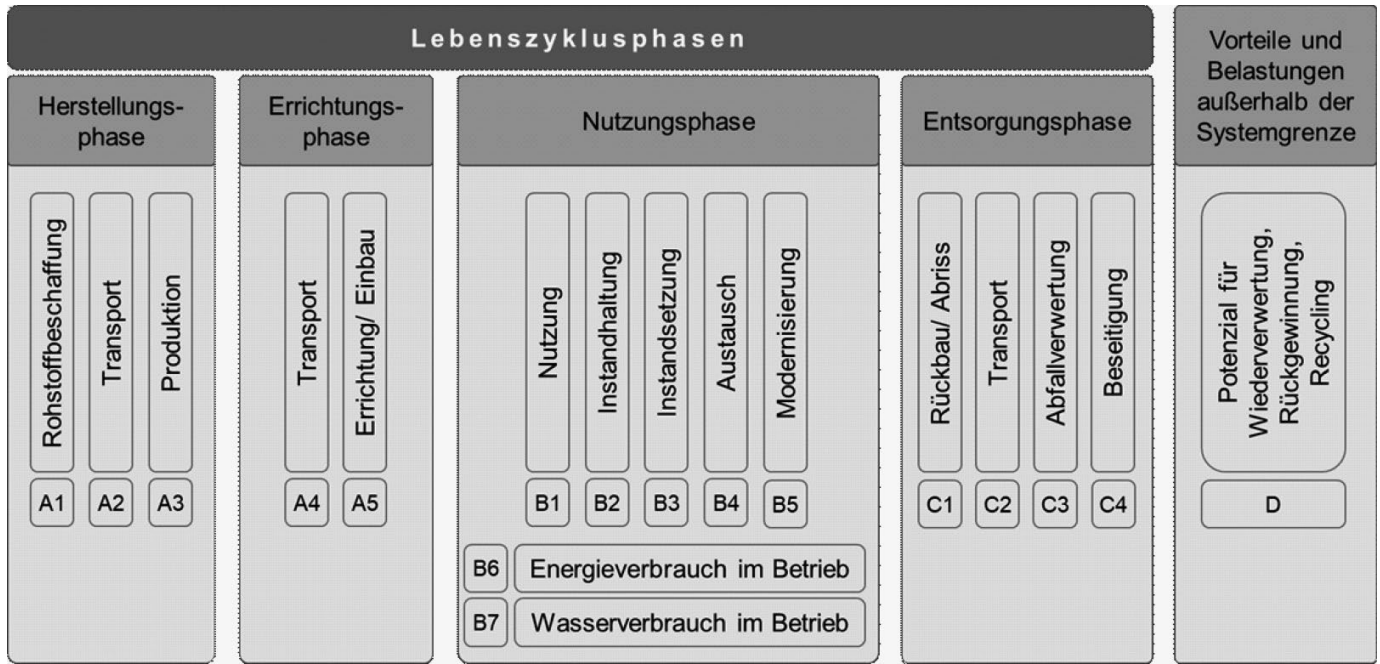 Lebenszyklusphasen
Herstellungs-
phase
Rohstoffbeschaffung
Transport
Produktion
A1
A2
A3
Errichtungs-
phase
Transport
Errichtung/ Einbau
A4
A5
Nutzungsphase
Nutzung
Instandhaltung
Instandsetzung
Austausch
Modernisierung
B1
B2
B3
B4
B5
B6
Energieverbrauch im Betrieb
B7
Wasserverbrauch im Betrieb
Entsorgungsphase
Rückbau/ Abriss
Transport
Abfallverwertung
Beseitigung
C1
C2
C3
C4
Vorteile und
Belastungen
außerhalb der
Systemgrenze
Potenzial für
Wiederverwertung,
Rückgewinnung,
Recycling
D